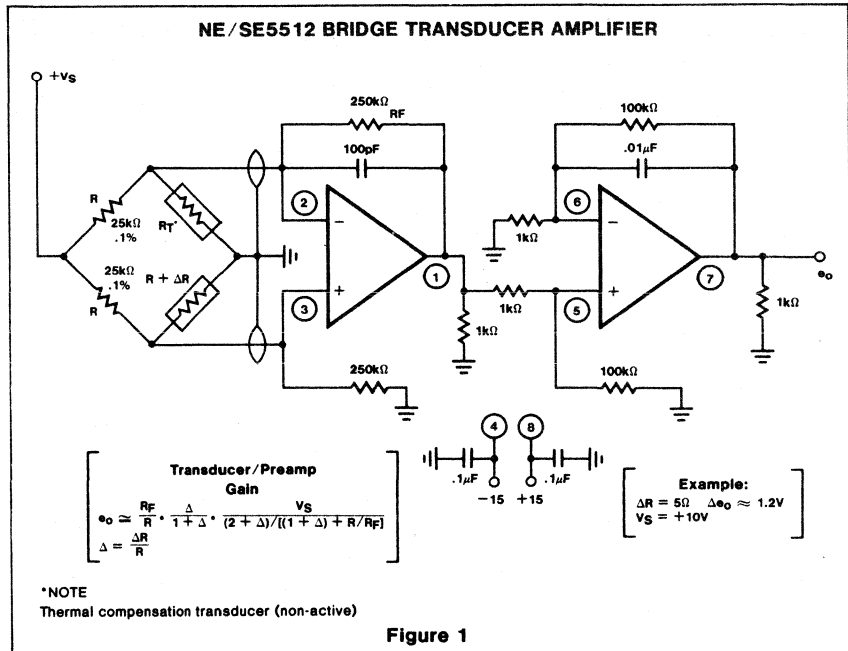 NE/SE5512 BRIDGE TRANSDUCER AMPLIFIER
+vS
250kΩ
RF
100pF
100kΩ
.01μF
R
25kΩ
.1%
RT*
25kΩ
.1%
R
R + ΔR
2
−
3
+
1
6
−
5
+
7
1kΩ
1kΩ
1kΩ
1kΩ
eo
250kΩ
100kΩ
4
8
.1μF
.1μF
−15
+15
Transducer/Preamp
Gain
eo ≃ RF/R · Δ/1 + Δ · VS/(2 + Δ)/[(1 + Δ) + R/RF]
Δ = ΔR/R
Example:
ΔR = 5Ω Δeo ≈ 1.2V
VS = +10V
*NOTE
Thermal compensation transducer (non-active)
Figure 1